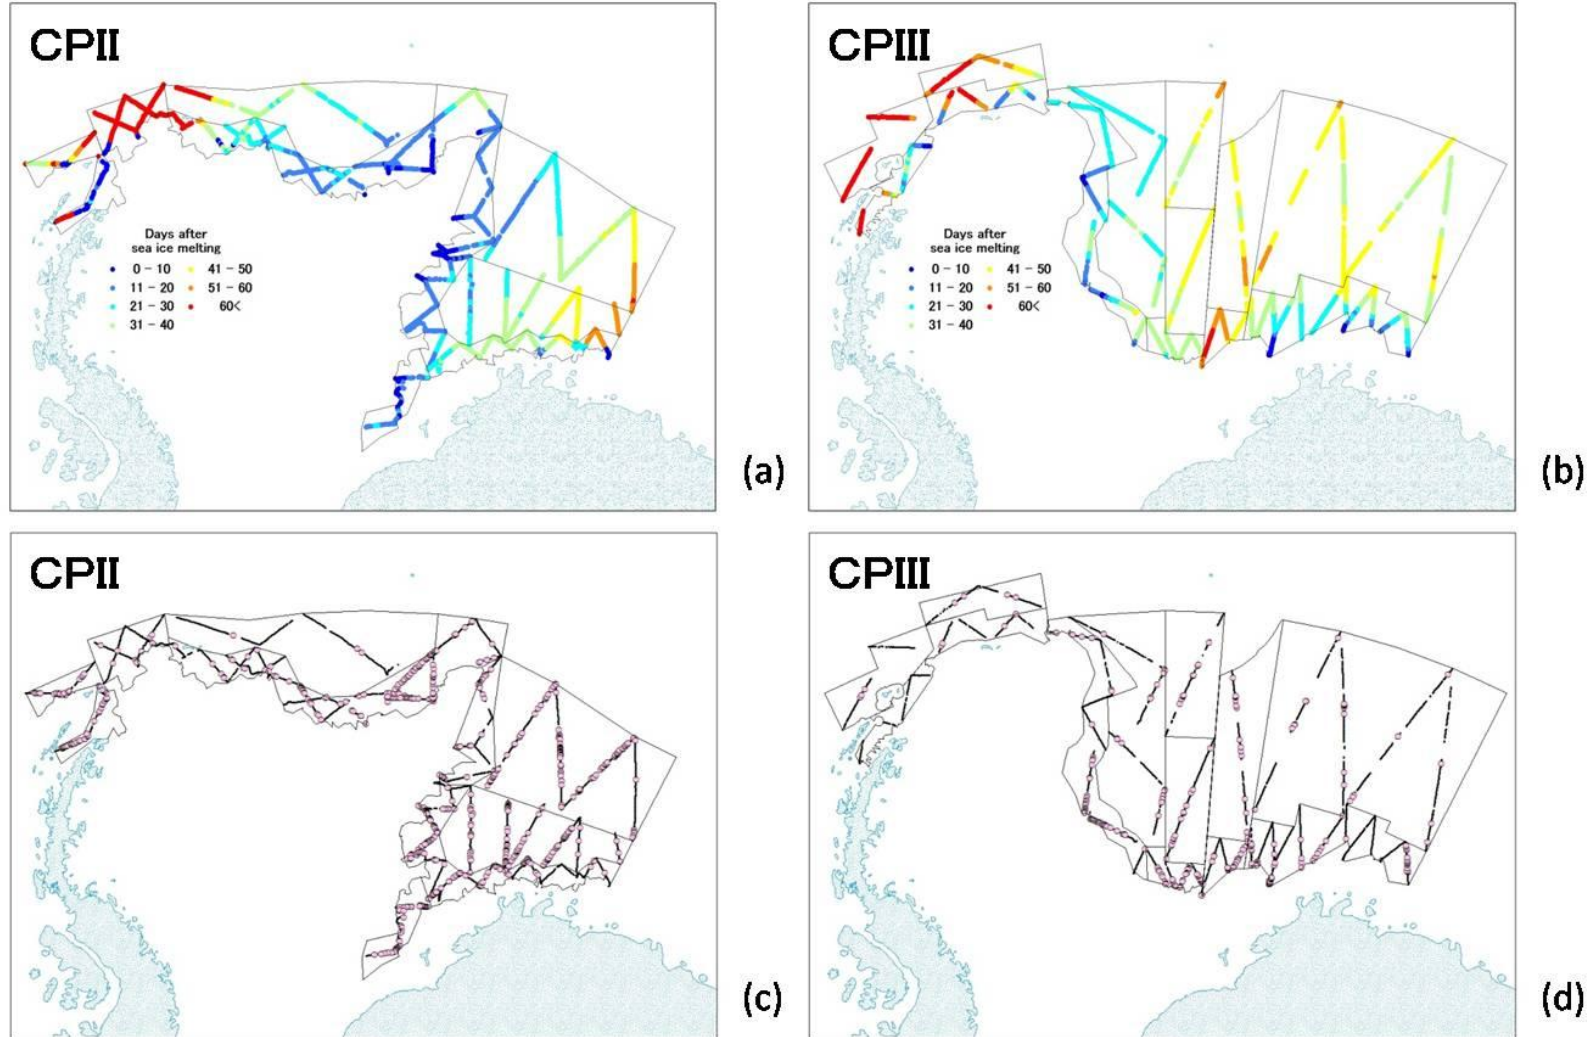 CPII
Days after
sea ice melting
0 - 10
41 - 50
11 - 20
51 - 60
21 - 30
60<
31 - 40
(a)
CPIII
Days after
sea ice melting
0 - 10
41 - 50
11 - 20
51 - 60
21 - 30
60<
31 - 40
(b)
CPII
(c)
CPIII
(d)